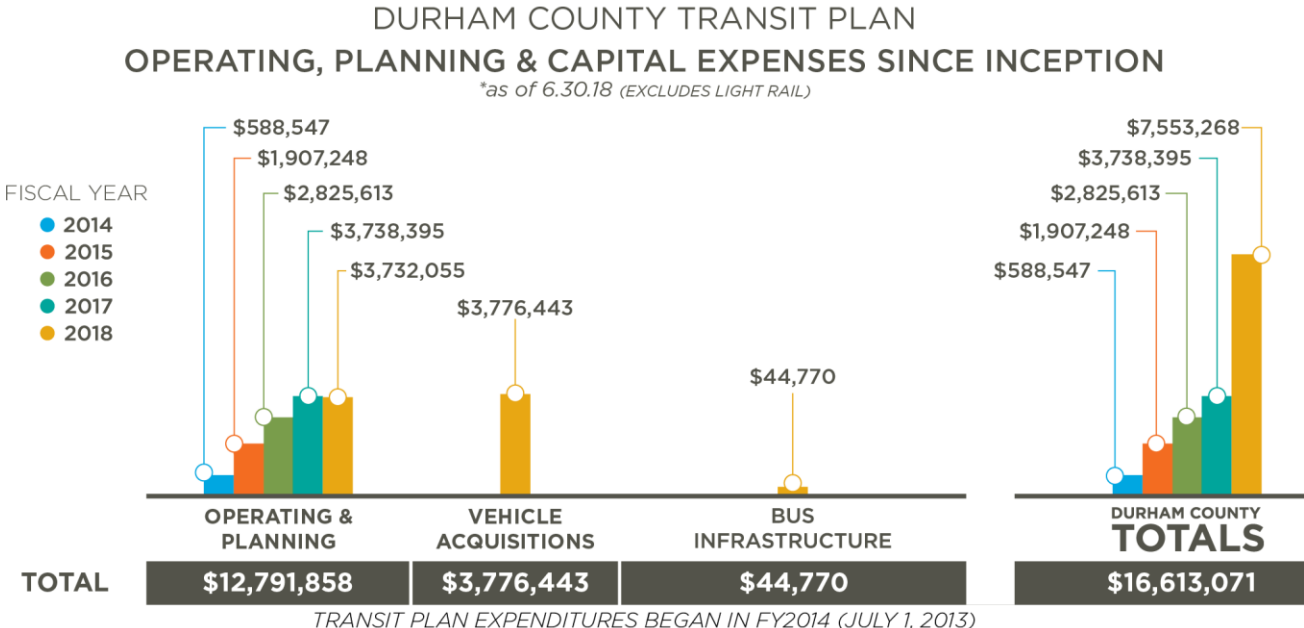 DURHAM COUNTY TRANSIT PLAN
OPERATING, PLANNING & CAPITAL EXPENSES SINCE INCEPTION
*as of 6.30.18 (EXCLUDES LIGHT RAIL)
FISCAL YEAR
2014
2015
2016
2017
2018
$588,547
$1,907,248
$2,825,613
$3,738,395
$3,732,055
$3,776,443
$44,770
$7,553,268
$3,738,395
$2,825,613
$1,907,248
$588,547
OPERATING &
PLANNING
VEHICLE
ACQUISITIONS
BUS
INFRASTRUCTURE
DURHAM COUNTY
TOTALS
TOTAL $12,791,858 $3,776,443 $44,770 $16,613,071
TRANSIT PLAN EXPENDITURES BEGAN IN FY2014 (JULY 1, 2013)